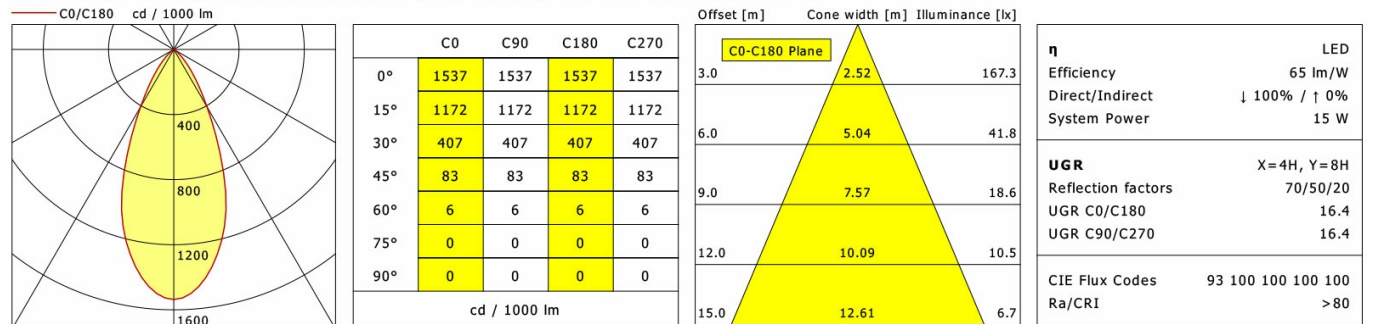 C0/C180 cd / 1000 lm
400
800
1200
1600
C0 C90 C180 C270
0° 1537 1537 1537 1537
15° 1172 1172 1172 1172
30° 407 407 407 407
45° 83 83 83 83
60° 6 6 6 6
75° 0 0 0 0
90° 0 0 0 0
cd / 1000 lm
Offset [m] Cone width [m] Illuminance [lx]
C0-C180 Plane
3.0 2.52 167.3
6.0 5.04 41.8
9.0 7.57 18.6
12.0 10.09 10.5
15.0 12.61 6.7
η LED
Efficiency 65 lm/W
Direct/Indirect ↓ 100% / ↑ 0%
System Power 15 W
UGR X=4H, Y=8H
Reflection factors 70/50/20
UGR C0/C180 16.4
UGR C90/C270 16.4
CIE Flux Codes 93 100 100 100 100
Ra/CRI >80